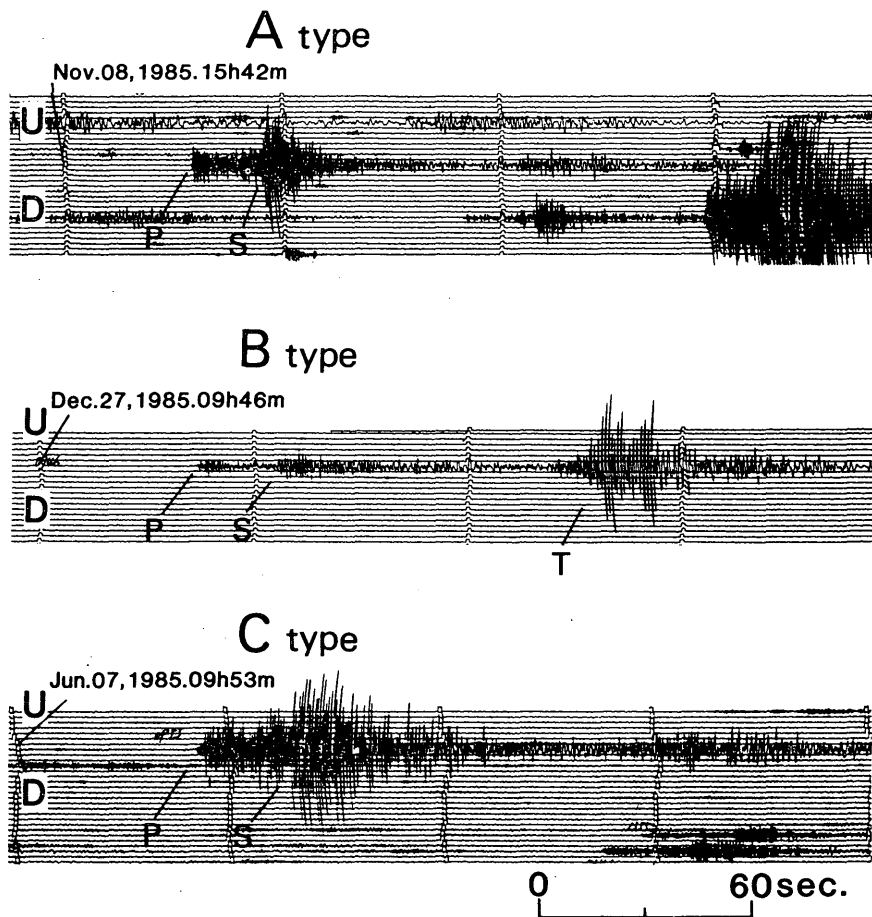 A type
Nov.08,1985.15h42m
U
D
P
S
B type
Dec.27,1985.09h46m
U
D
P
S
T
C type
Jun.07,1985.09h53m
U
D
P
S
0 60sec.